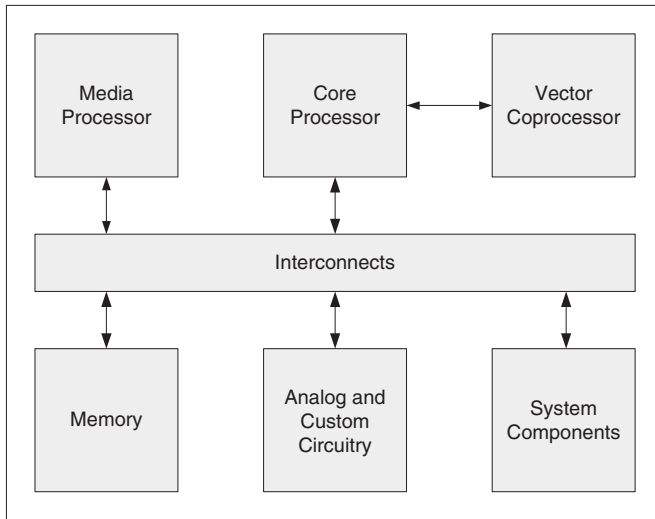 Media
Processor
Core
Processor
Vector
Coprocessor
Interconnects
Memory
Analog and
Custom
Circuitry
System
Components